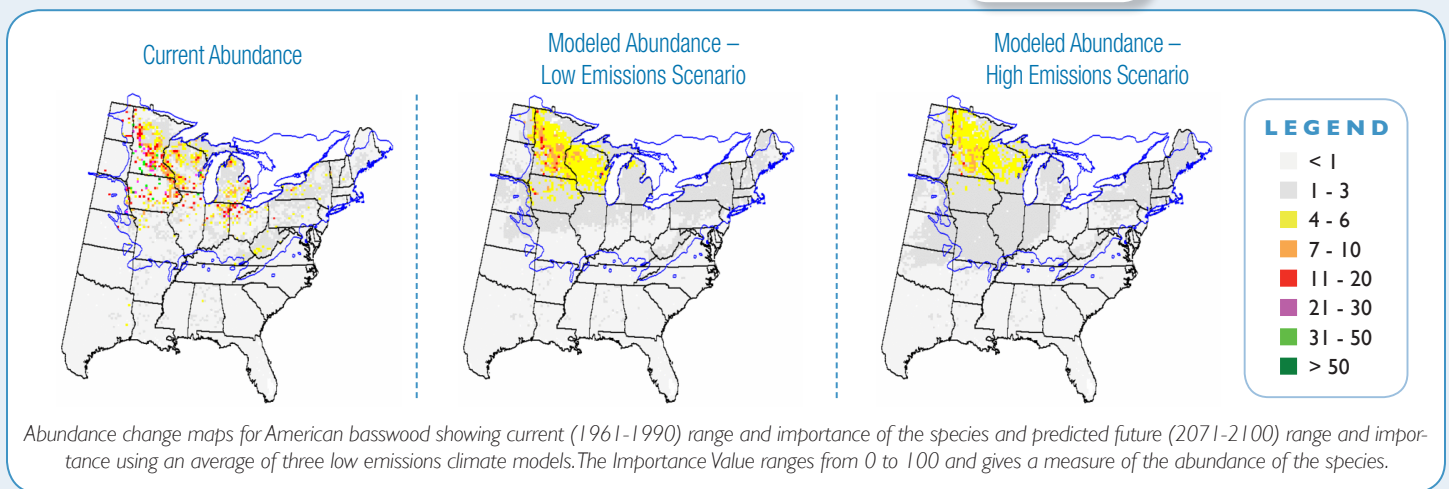 Current Abundance
Modeled Abundance –
Low Emissions Scenario
Modeled Abundance –
High Emissions Scenario
LEGEND
< 1
1 - 3
4 - 6
7 - 10
11 - 20
21 - 30
31 - 50
> 50
Abundance change maps for American basswood showing current (1961-1990) range and importance of the species and predicted future (2071-2100) range and impor-
tance using an average of three low emissions climate models. The Importance Value ranges from 0 to 100 and gives a measure of the abundance of the species.